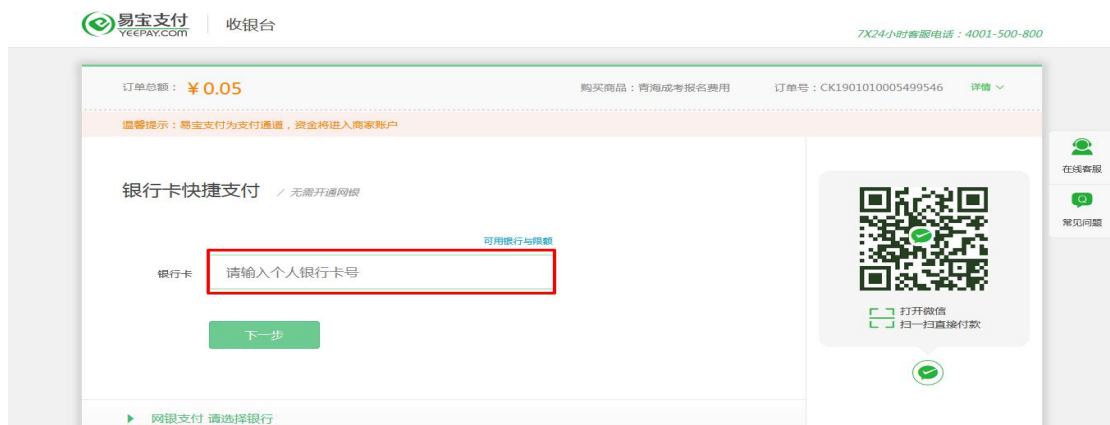 易宝支付 收银台
YEEPAY.COM
7X24小时客服电话：4001-500-800
订单总额： ￥0.05 购买商品：青海成考报名费用 订单号：CK1901010005499546 详情
温馨提示：易宝支付为支付通道，资金将进入商家账户
在线客服
常见问题
银行卡快捷支付 / 无需开通网银
可用银行与限额
银行卡 请输入个人银行卡号
下一步
打开微信
扫一扫直接付款
网银支付 请选择银行